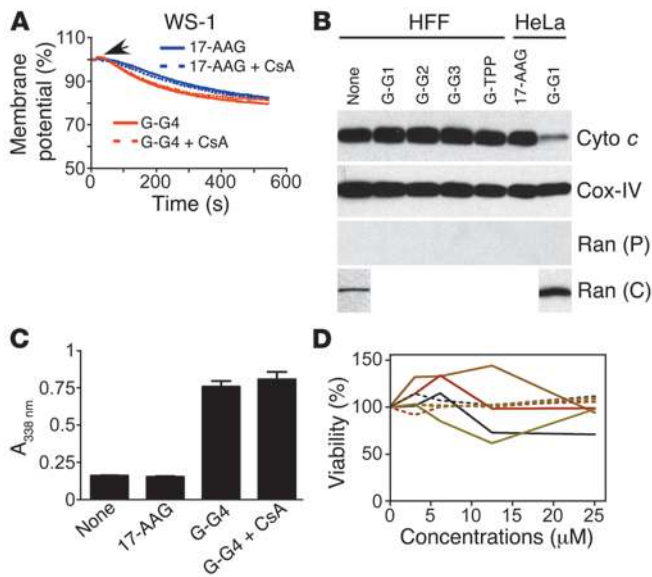 A
WS-1
Membrane
potential (%)
110
100
80
50
17-AAG
17-AAG + CsA
G-G4
G-G4 + CsA
0
200
400
600
Time (s)
B
HFF
HeLa
None
G-G1
G-G2
G-G3
G-TPP
17-AAG
G-G1
Cyto c
Cox-IV
Ran (P)
Ran (C)
C
A338 nm
1
0.75
0.5
0.25
0
None
17-AAG
G-G4
G-G4 + CsA
D
Viability (%)
150
100
50
0
0
5
10
15
20
25
Concentrations (μM)